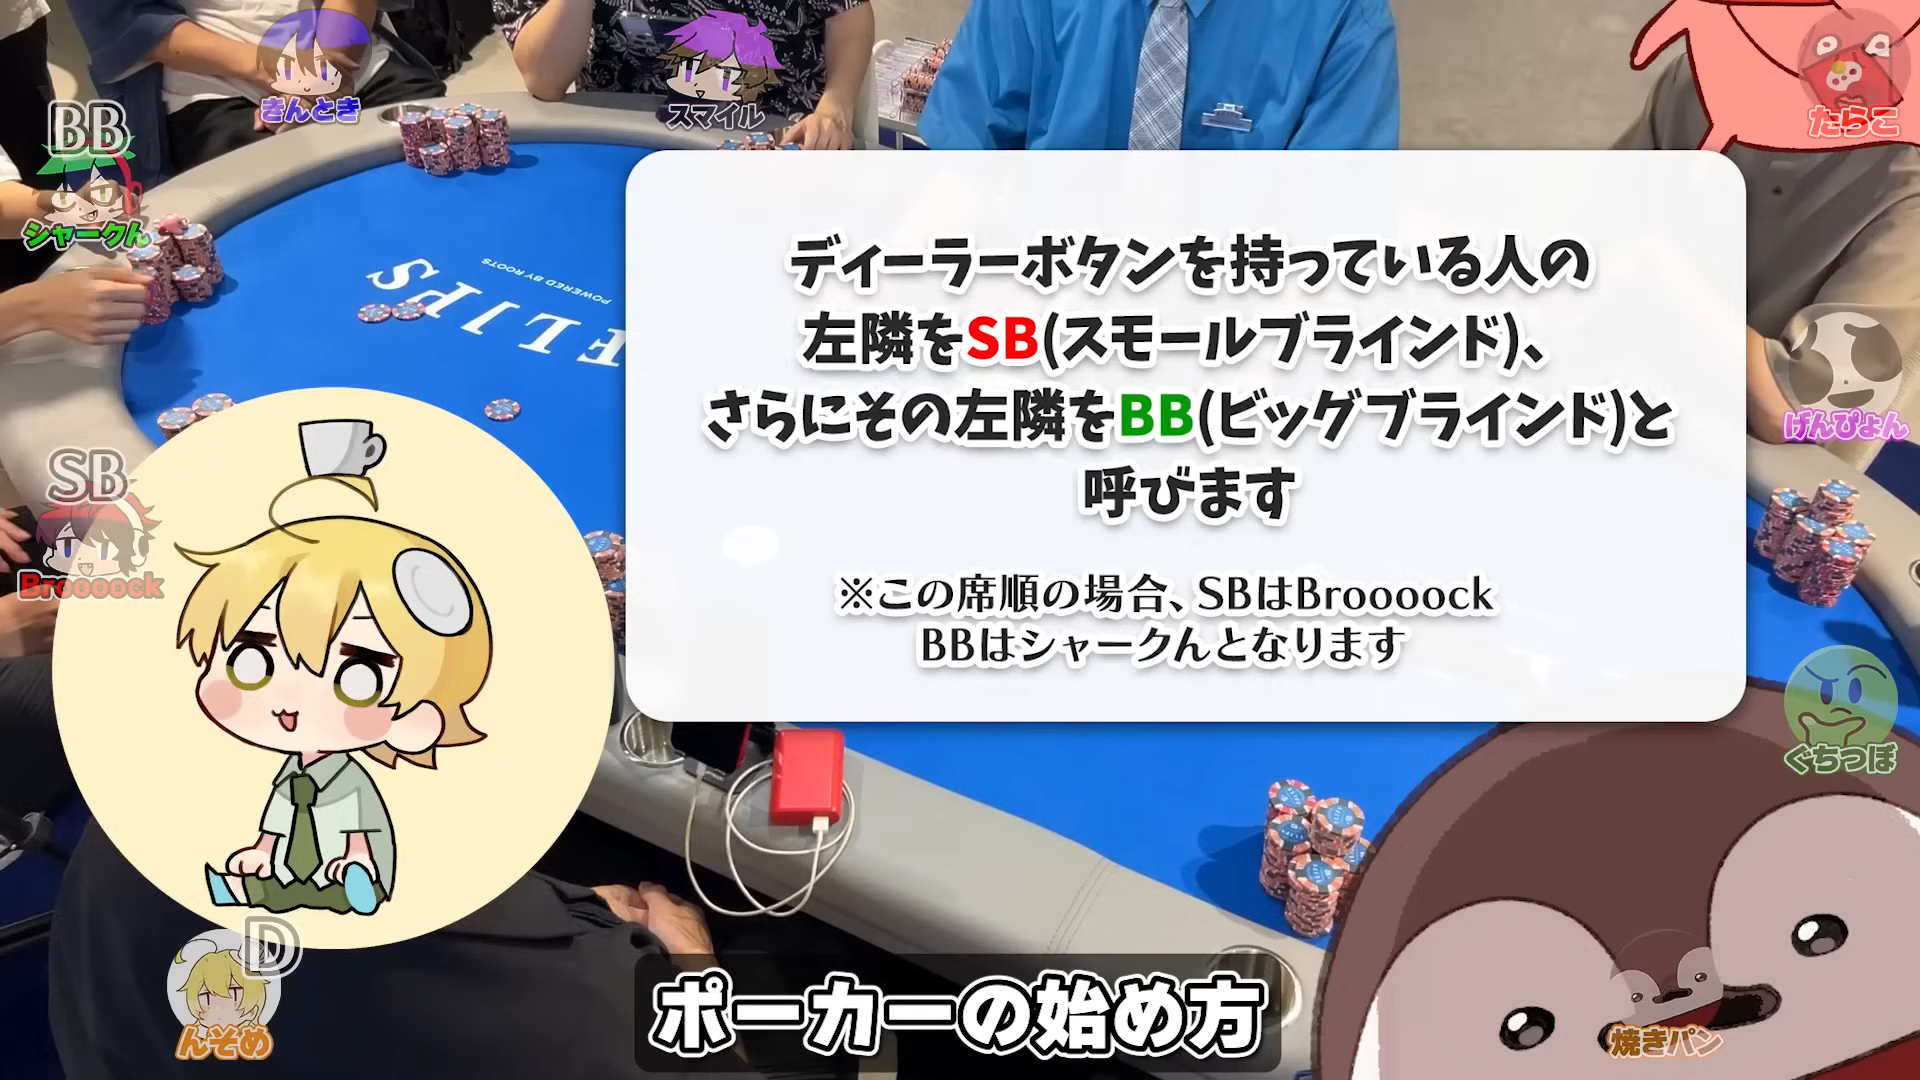 きんとき
スマイル
たらこ
BB
シャークん
ディーラーボタンを持っている人の
左隣をSB(スモールブラインド)、
さらにその左隣をBB(ビッグブラインド)と
呼びます
※この席順の場合、SBはBroooock
BBはシャークんとなります
POWERED BY ROOTS
ELIPS
げんぴょん
SB
Broooock
ぐちつぼ
D
んそめ
焼きパン
ポーカーの始め方